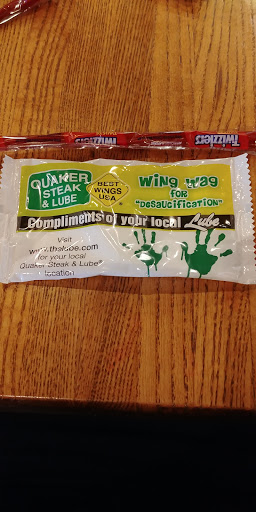 Twizzlers
Twizzlers
QUAKER
STEAK
& LUBE
BEST
WINGS
USA
Wing Wag
FOR
"Desaucification"
Compliments of your local Lube
Visit
www.thelube.com
for your local
Quaker Steak & Lube®
location